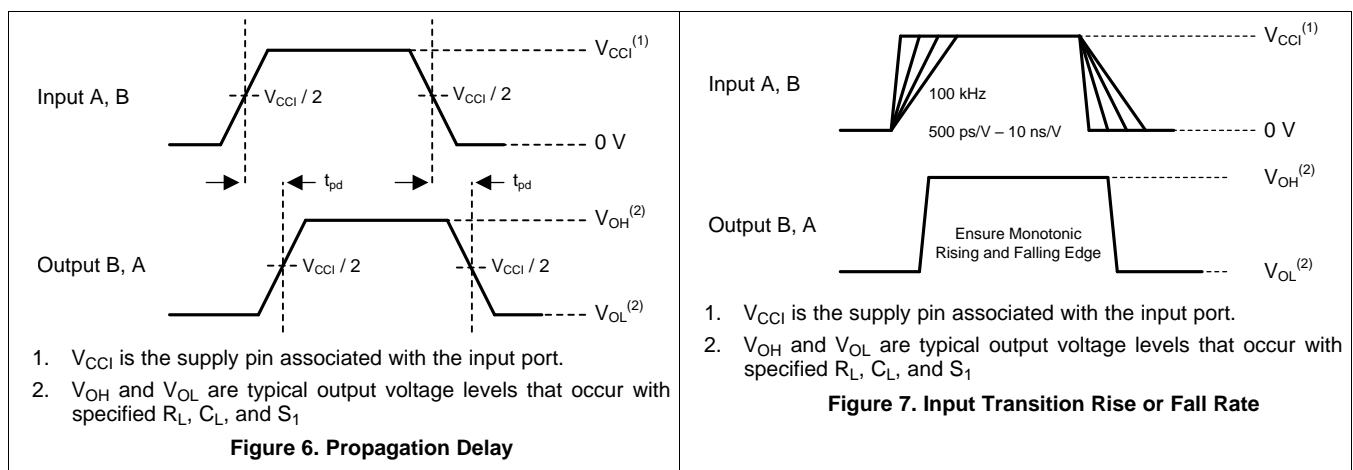 V_CCI^(1)
Input A, B
V_CCI / 2
V_CCI / 2
0 V
t_pd
t_pd
V_OH^(2)
Output B, A
V_CCI / 2
V_CCI / 2
V_OL^(2)
1. V_CCI is the supply pin associated with the input port.
2. V_OH and V_OL are typical output voltage levels that occur with
specified R_L, C_L, and S_1
Figure 6. Propagation Delay
V_CCI^(1)
Input A, B
100 kHz
500 ps/V – 10 ns/V
0 V
V_OH^(2)
Output B, A
Ensure Monotonic
Rising and Falling Edge
V_OL^(2)
1. V_CCI is the supply pin associated with the input port.
2. V_OH and V_OL are typical output voltage levels that occur with
specified R_L, C_L, and S_1
Figure 7. Input Transition Rise or Fall Rate